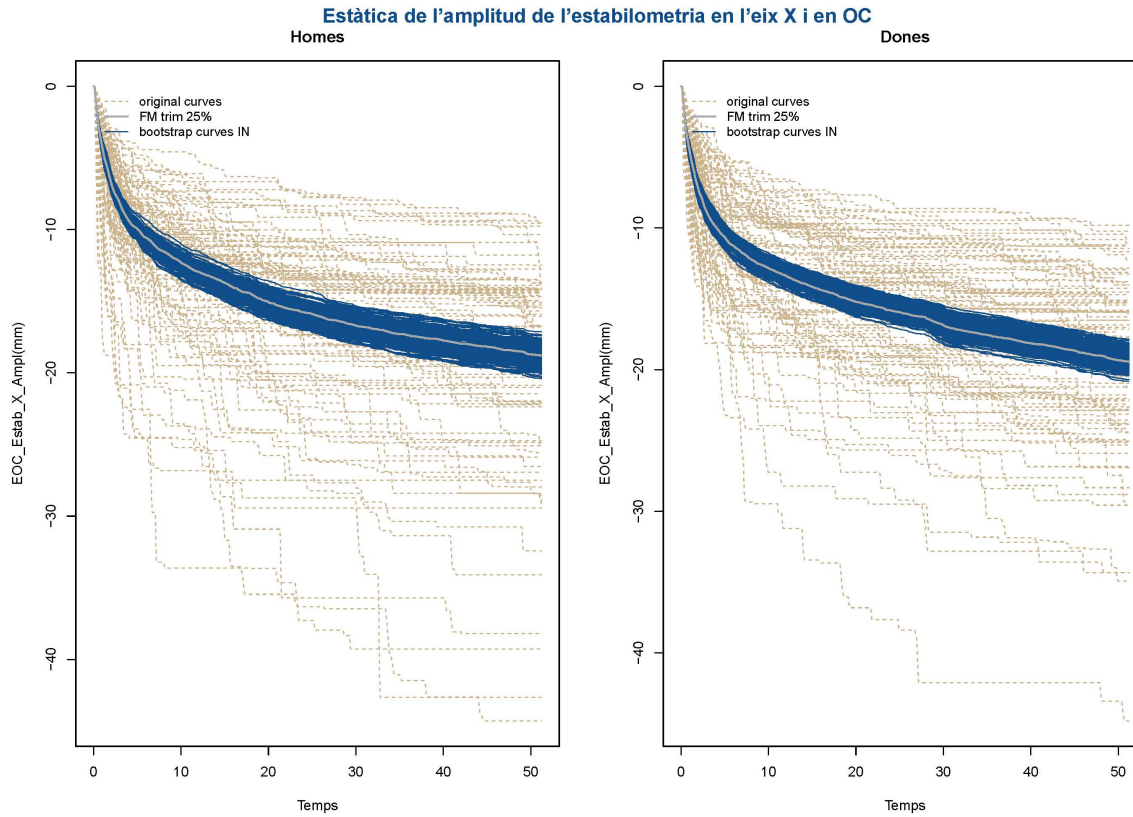 Estàtica de l'amplitud de l'estabilometria en l'eix X i en OC
Homes
EOC_Estab_X_Ampl(mm)
0
−10
−20
−30
−40
original curves
FM trim 25%
bootstrap curves IN
0 10 20 30 40 50
Temps
Dones
EOC_Estab_X_Ampl(mm)
0
−10
−20
−30
−40
original curves
FM trim 25%
bootstrap curves IN
0 10 20 30 40 50
Temps